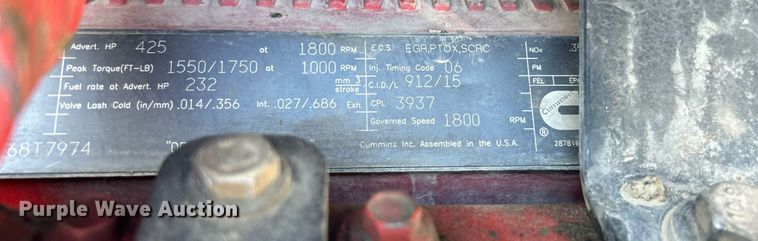 Advert. HP 425 at 1800 RPM
Peak Torque(FT-LB) 1550/1750 at 1000 RPM
Fuel rate at Advert. HP 232 mm 3 stroke
Valve Lash Cold (in/mm) .014/.356 Int. .027/.686 Exh.
E.C.S. EGR,PTOX,SCRC
Inj. Timing Code 06
C.I.D./L 912/15
CPL 3937
Governed Speed 1800 RPM
Cummins Inc. Assembled in the U.S.A.
NOx
PM
FEL
Cummins
®
68T7974
Purple Wave Auction